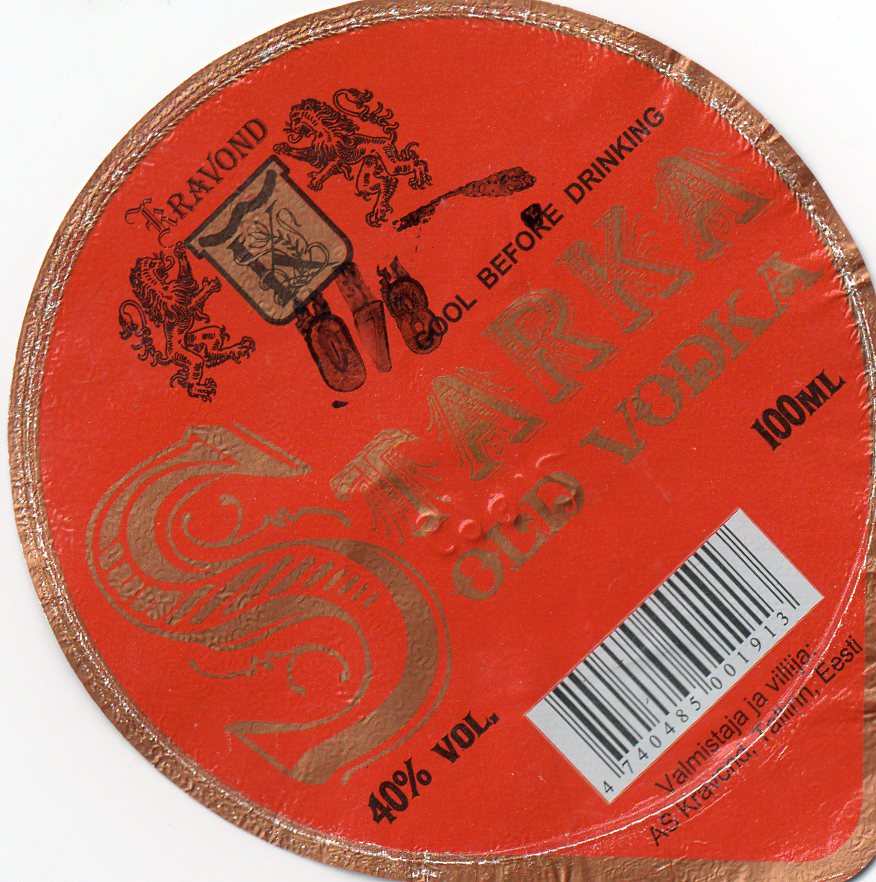 KRAVOND
078
COOL BEFORE DRINKING
STARKA
OLD VODKA
100ML
40% VOL.
4 740485 001913
Valmistaja ja villija:
AS Kravond, Tallinn, Eesti